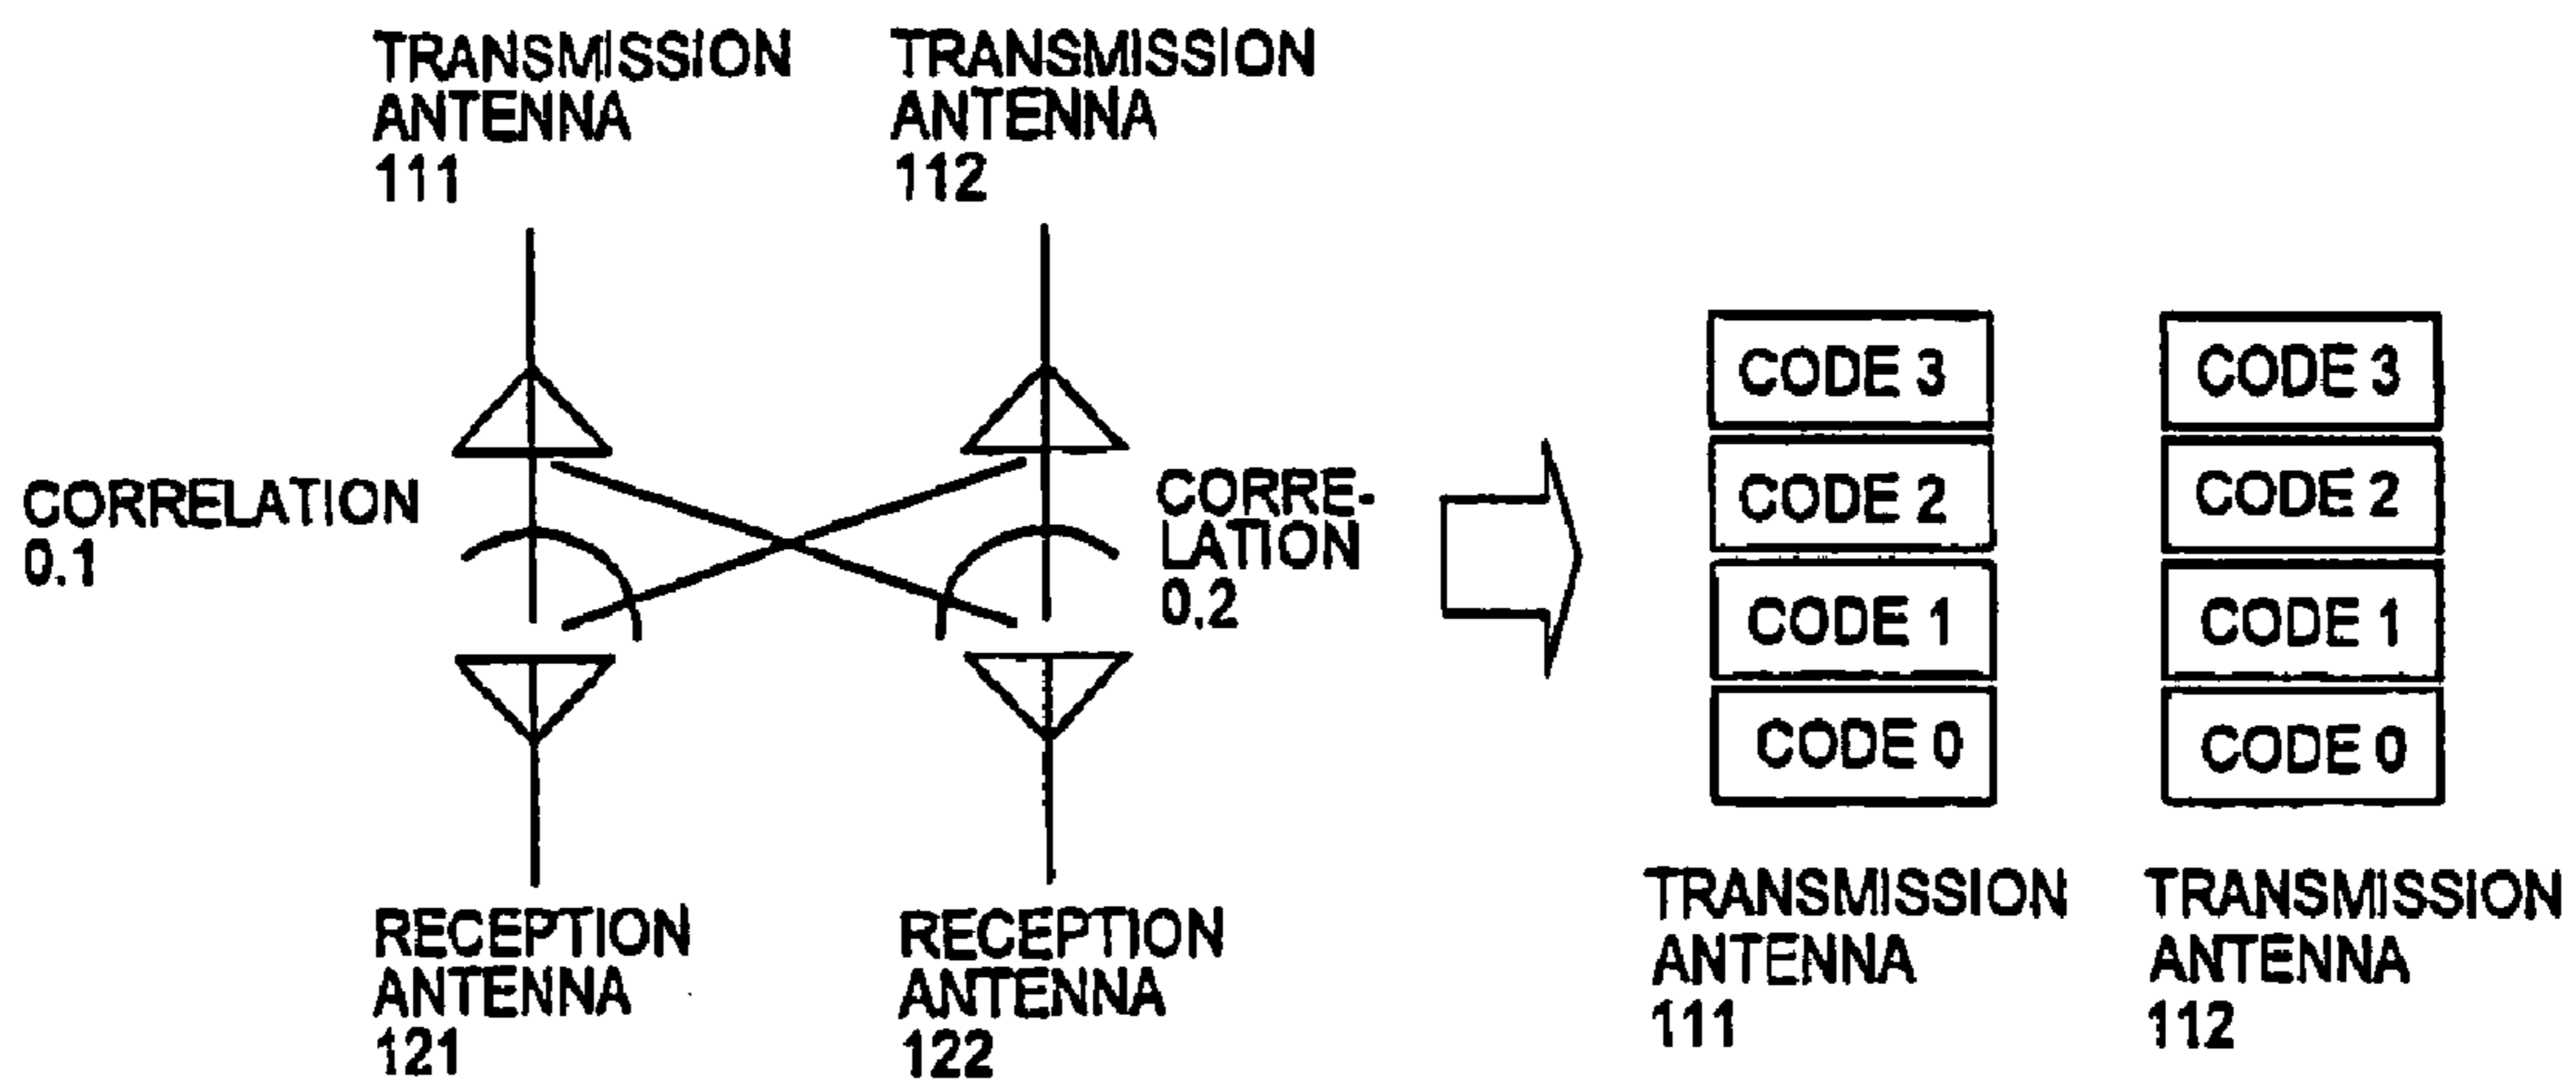 TRANSMISSION
ANTENNA
111
TRANSMISSION
ANTENNA
112
CORRELATION
0.1
CORRE-
LATION
0.2
RECEPTION
ANTENNA
121
RECEPTION
ANTENNA
122
CODE 3
CODE 2
CODE 1
CODE 0
TRANSMISSION
ANTENNA
111
CODE 3
CODE 2
CODE 1
CODE 0
TRANSMISSION
ANTENNA
112